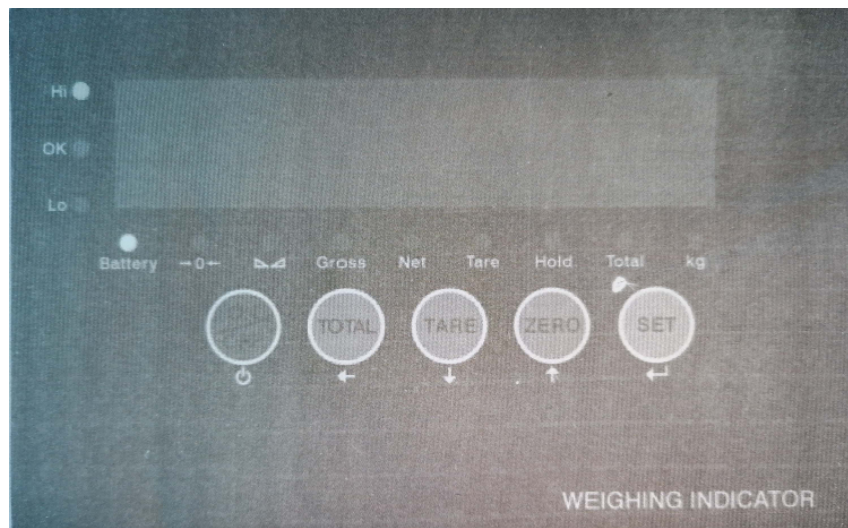 Hi
OK
Lo
Battery →0← Gross Net Tare Hold Total kg
TOTAL TARE ZERO SET
WEIGHING INDICATOR